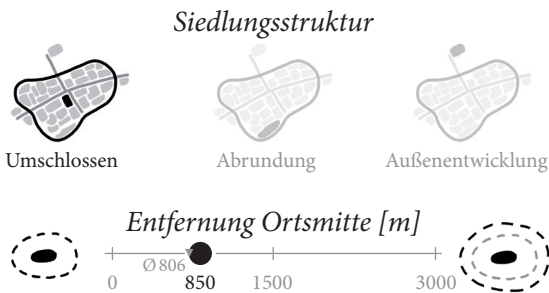 Siedlungsstruktur
Umschlossen Abrundung Außenentwicklung
Entfernung Ortsmitte [m]
Ø 806
0 850 1500 3000